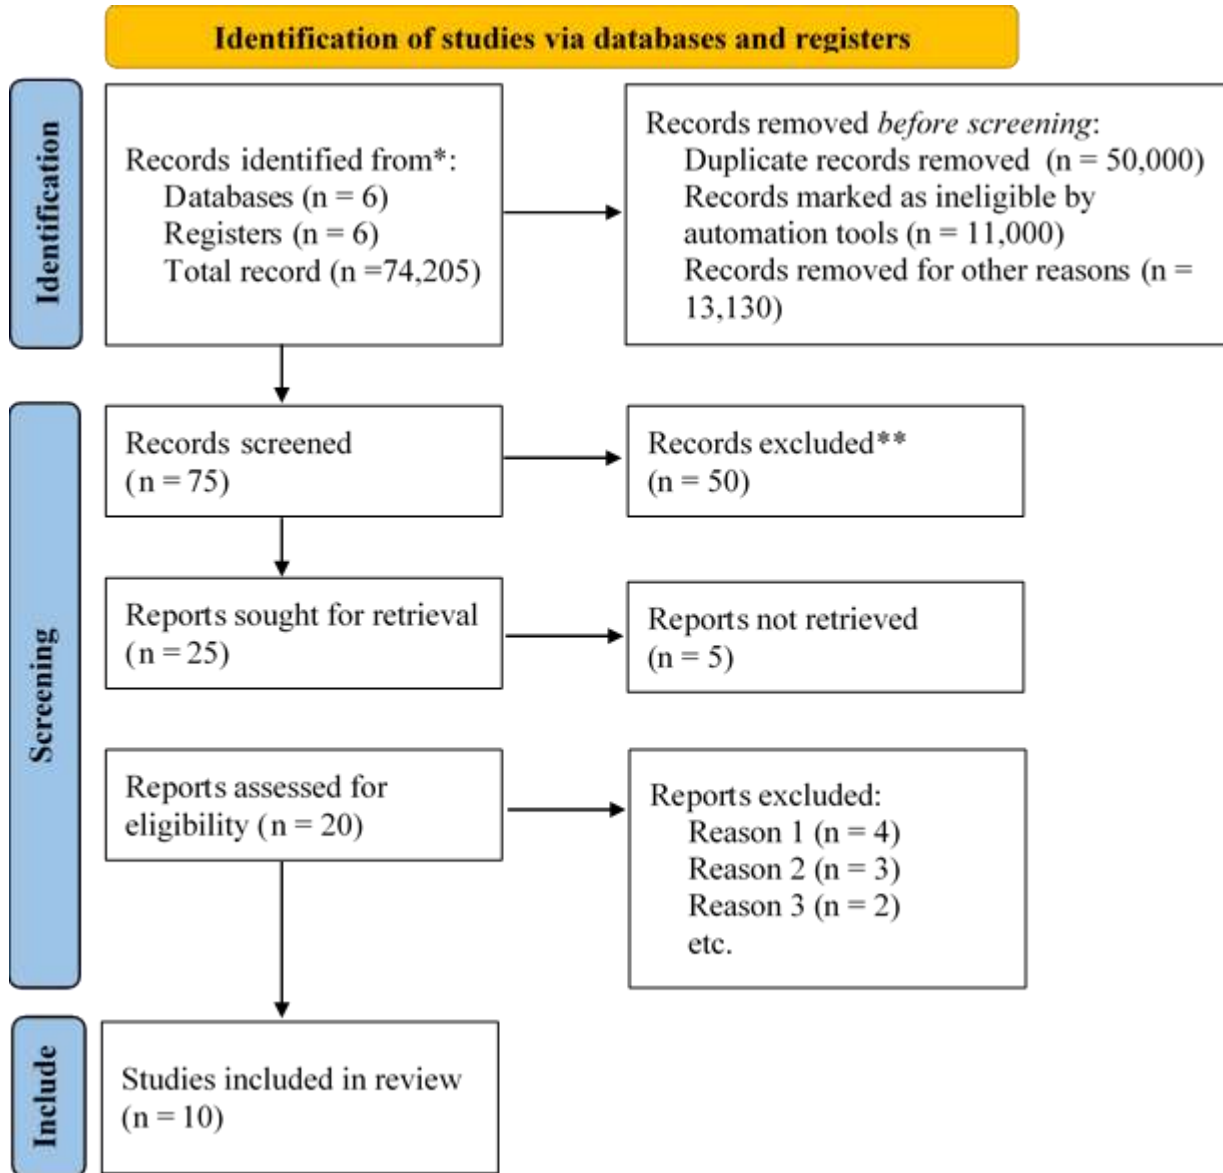 Identification of studies via databases and registers
Identification
Records identified from*:
Databases (n = 6)
Registers (n = 6)
Total record (n =74,205)
Records removed before screening:
Duplicate records removed (n = 50,000)
Records marked as ineligible by
automation tools (n = 11,000)
Records removed for other reasons (n =
13,130)
Screening
Records screened
(n = 75)
Records excluded**
(n = 50)
Reports sought for retrieval
(n = 25)
Reports not retrieved
(n = 5)
Reports assessed for
eligibility (n = 20)
Reports excluded:
Reason 1 (n = 4)
Reason 2 (n = 3)
Reason 3 (n = 2)
etc.
Include
Studies included in review
(n = 10)